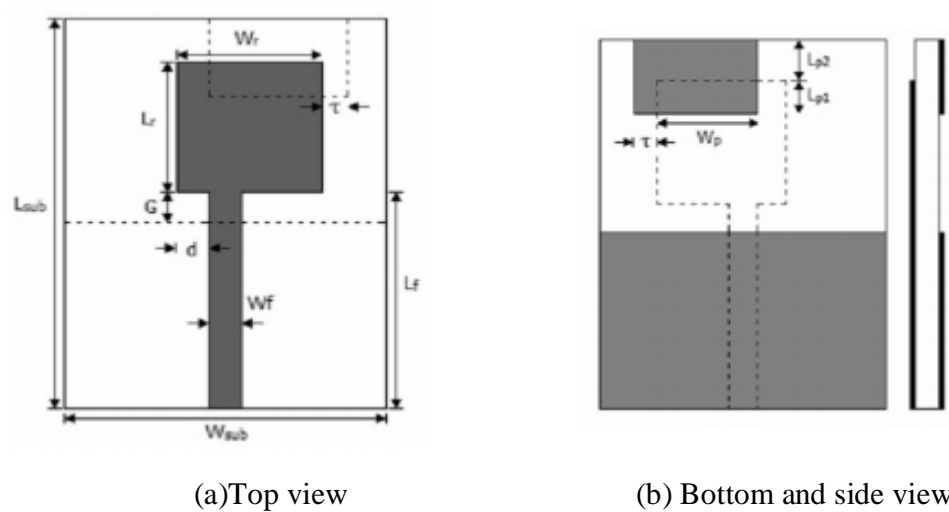 Wr
Lr
τ
Lsub
G
d
Wf
Lf
Wsub
Lp2
Lp1
τ
Wp
(a)Top view
(b) Bottom and side view